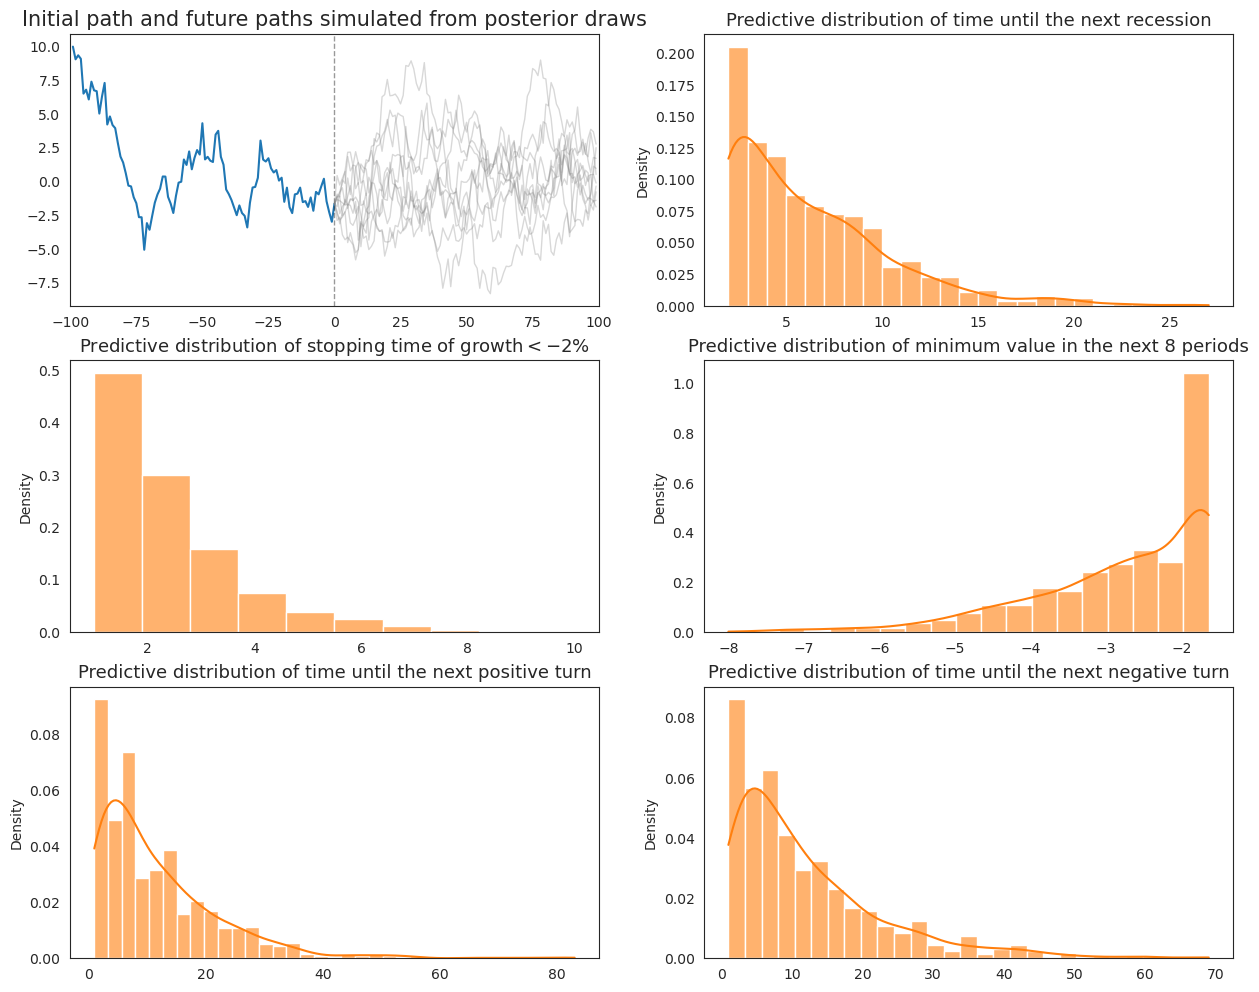 Initial path and future paths simulated from posterior draws
10.0
7.5
5.0
2.5
0.0
−2.5
−5.0
−7.5
−100 −75 −50 −25 0 25 50 75 100
Predictive distribution of time until the next recession
Density
0.200
0.175
0.150
0.125
0.100
0.075
0.050
0.025
0.000
5 10 15 20 25
Predictive distribution of stopping time of growth < −2%
Density
0.5
0.4
0.3
0.2
0.1
0.0
2 4 6 8 10
Predictive distribution of minimum value in the next 8 periods
Density
1.0
0.8
0.6
0.4
0.2
0.0
−8 −7 −6 −5 −4 −3 −2
Predictive distribution of time until the next positive turn
Density
0.08
0.06
0.04
0.02
0.00
0 20 40 60 80
Predictive distribution of time until the next negative turn
Density
0.08
0.06
0.04
0.02
0.00
0 10 20 30 40 50 60 70